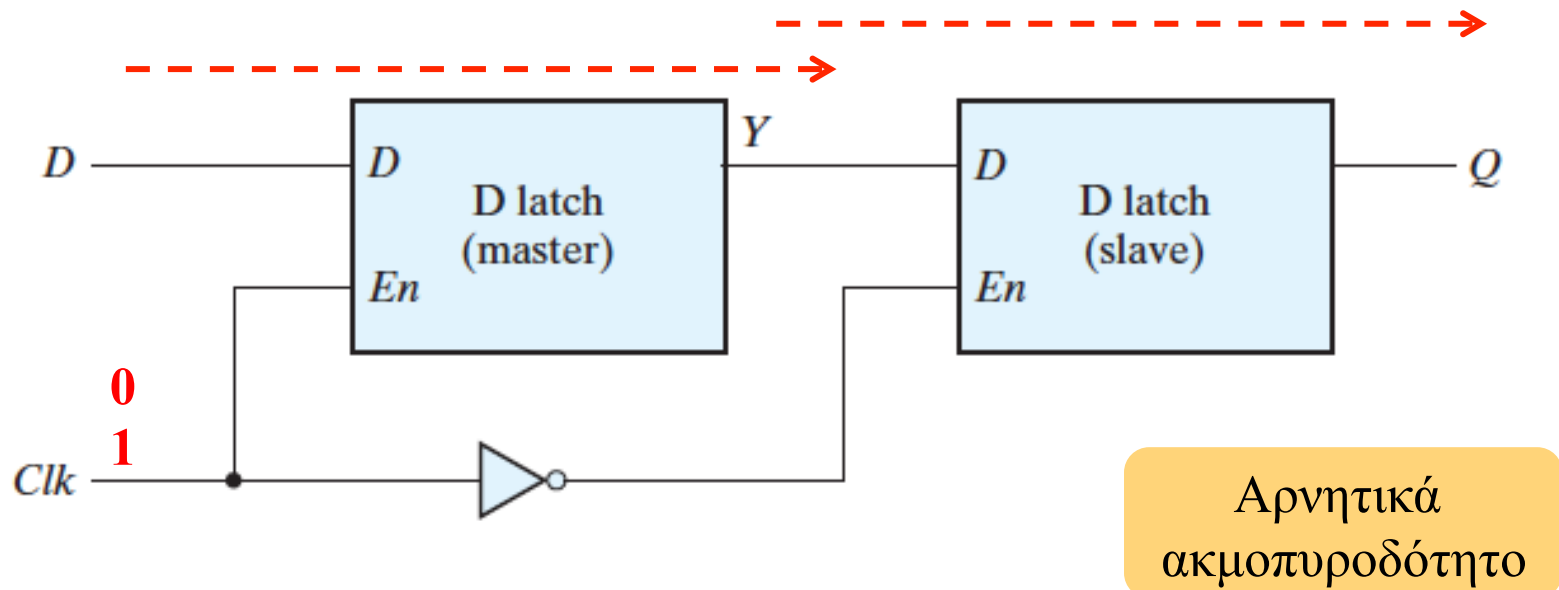 Y
D
D
D
Q
D latch
(master)
D latch
(slave)
En
En
0
1
Clk
Αρνητικά
ακμοπυροδότητο